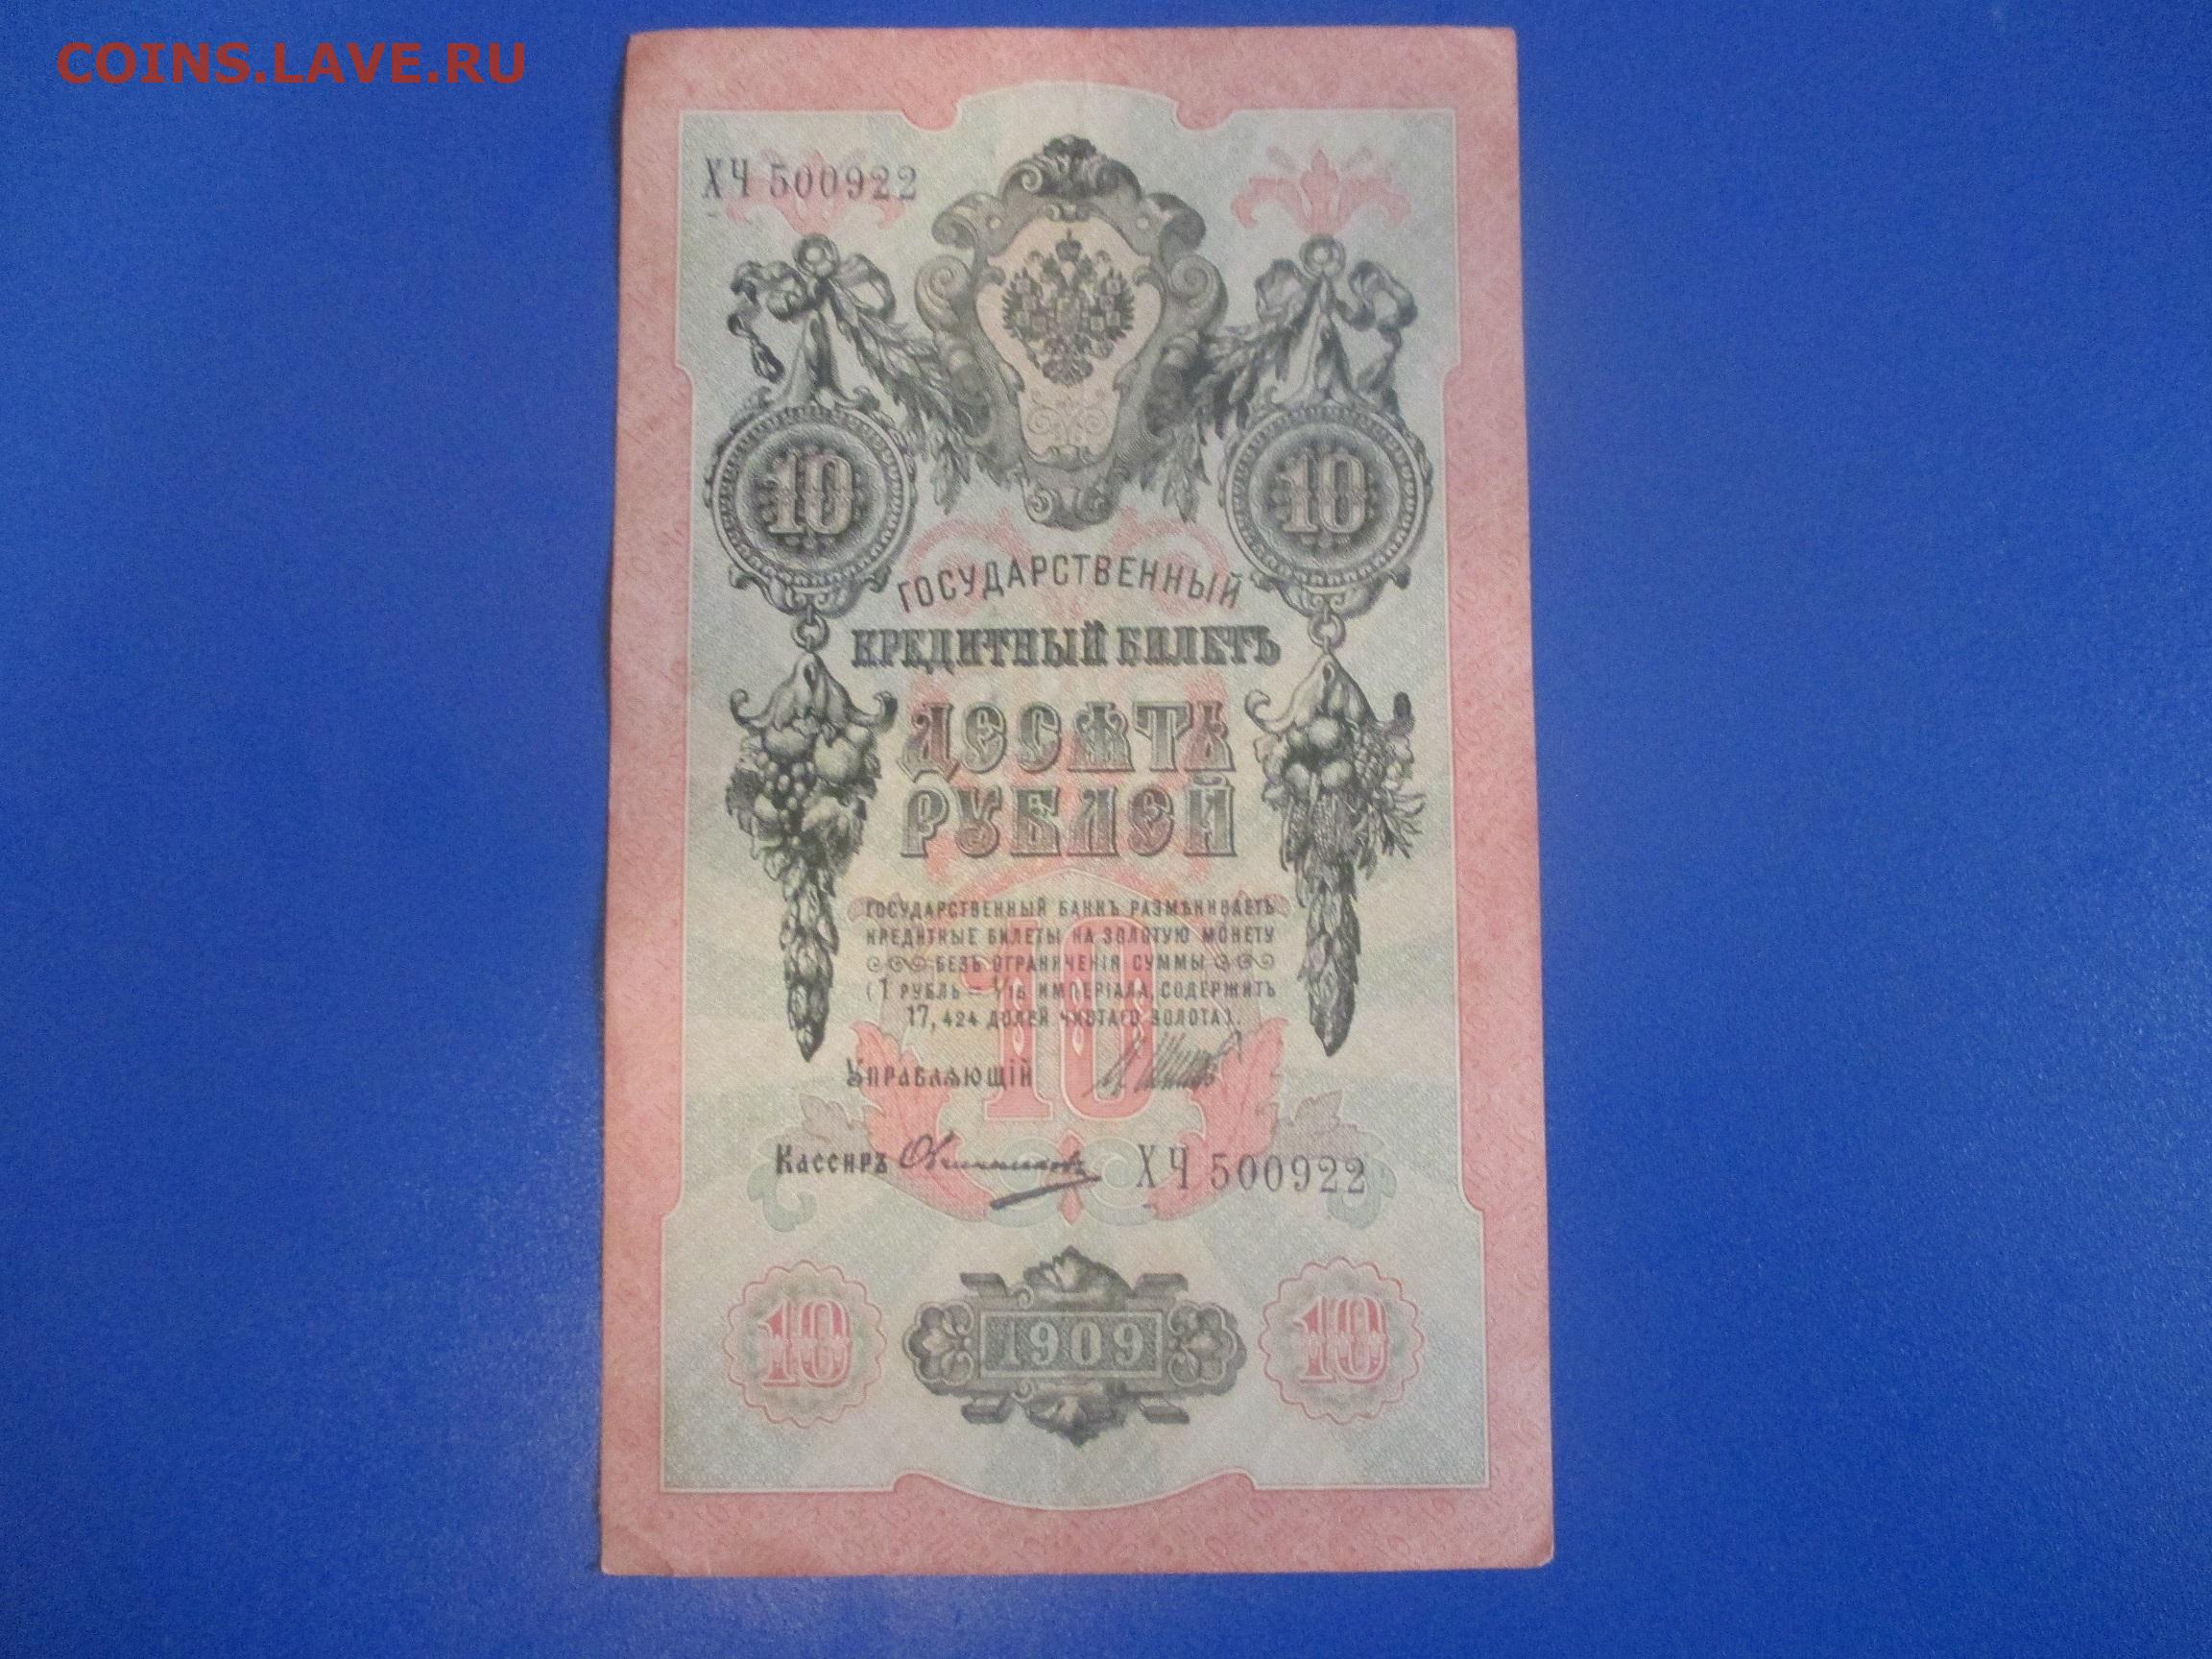 COINS.LAVE.RU
ХЧ 500922
10 10
ГОСУДАРСТВЕННЫЙ
КРЕДИТНЫЙ БИЛЕТЪ
ДЕСЯТЬ
РУБЛЕЙ
ГОСУДАРСТВЕННЫЙ БАНКЪ РАЗМѢНИВАЕТЪ
КРЕДИТНЫЕ БИЛЕТЫ НА ЗОЛОТУЮ МОНЕТУ
БЕЗЪ ОГРАНИЧЕНІЯ СУММЫ
(1 РУБЛЬ = 1/15 ИМПЕРІАЛА, СОДЕРЖИТЪ
17,424 ДОЛЕЙ ЧИСТАГО ЗОЛОТА).
10
УПРАВЛЯЮЩІЙ
Кассиръ Овчинниковъ ХЧ 500922
10 1909 10